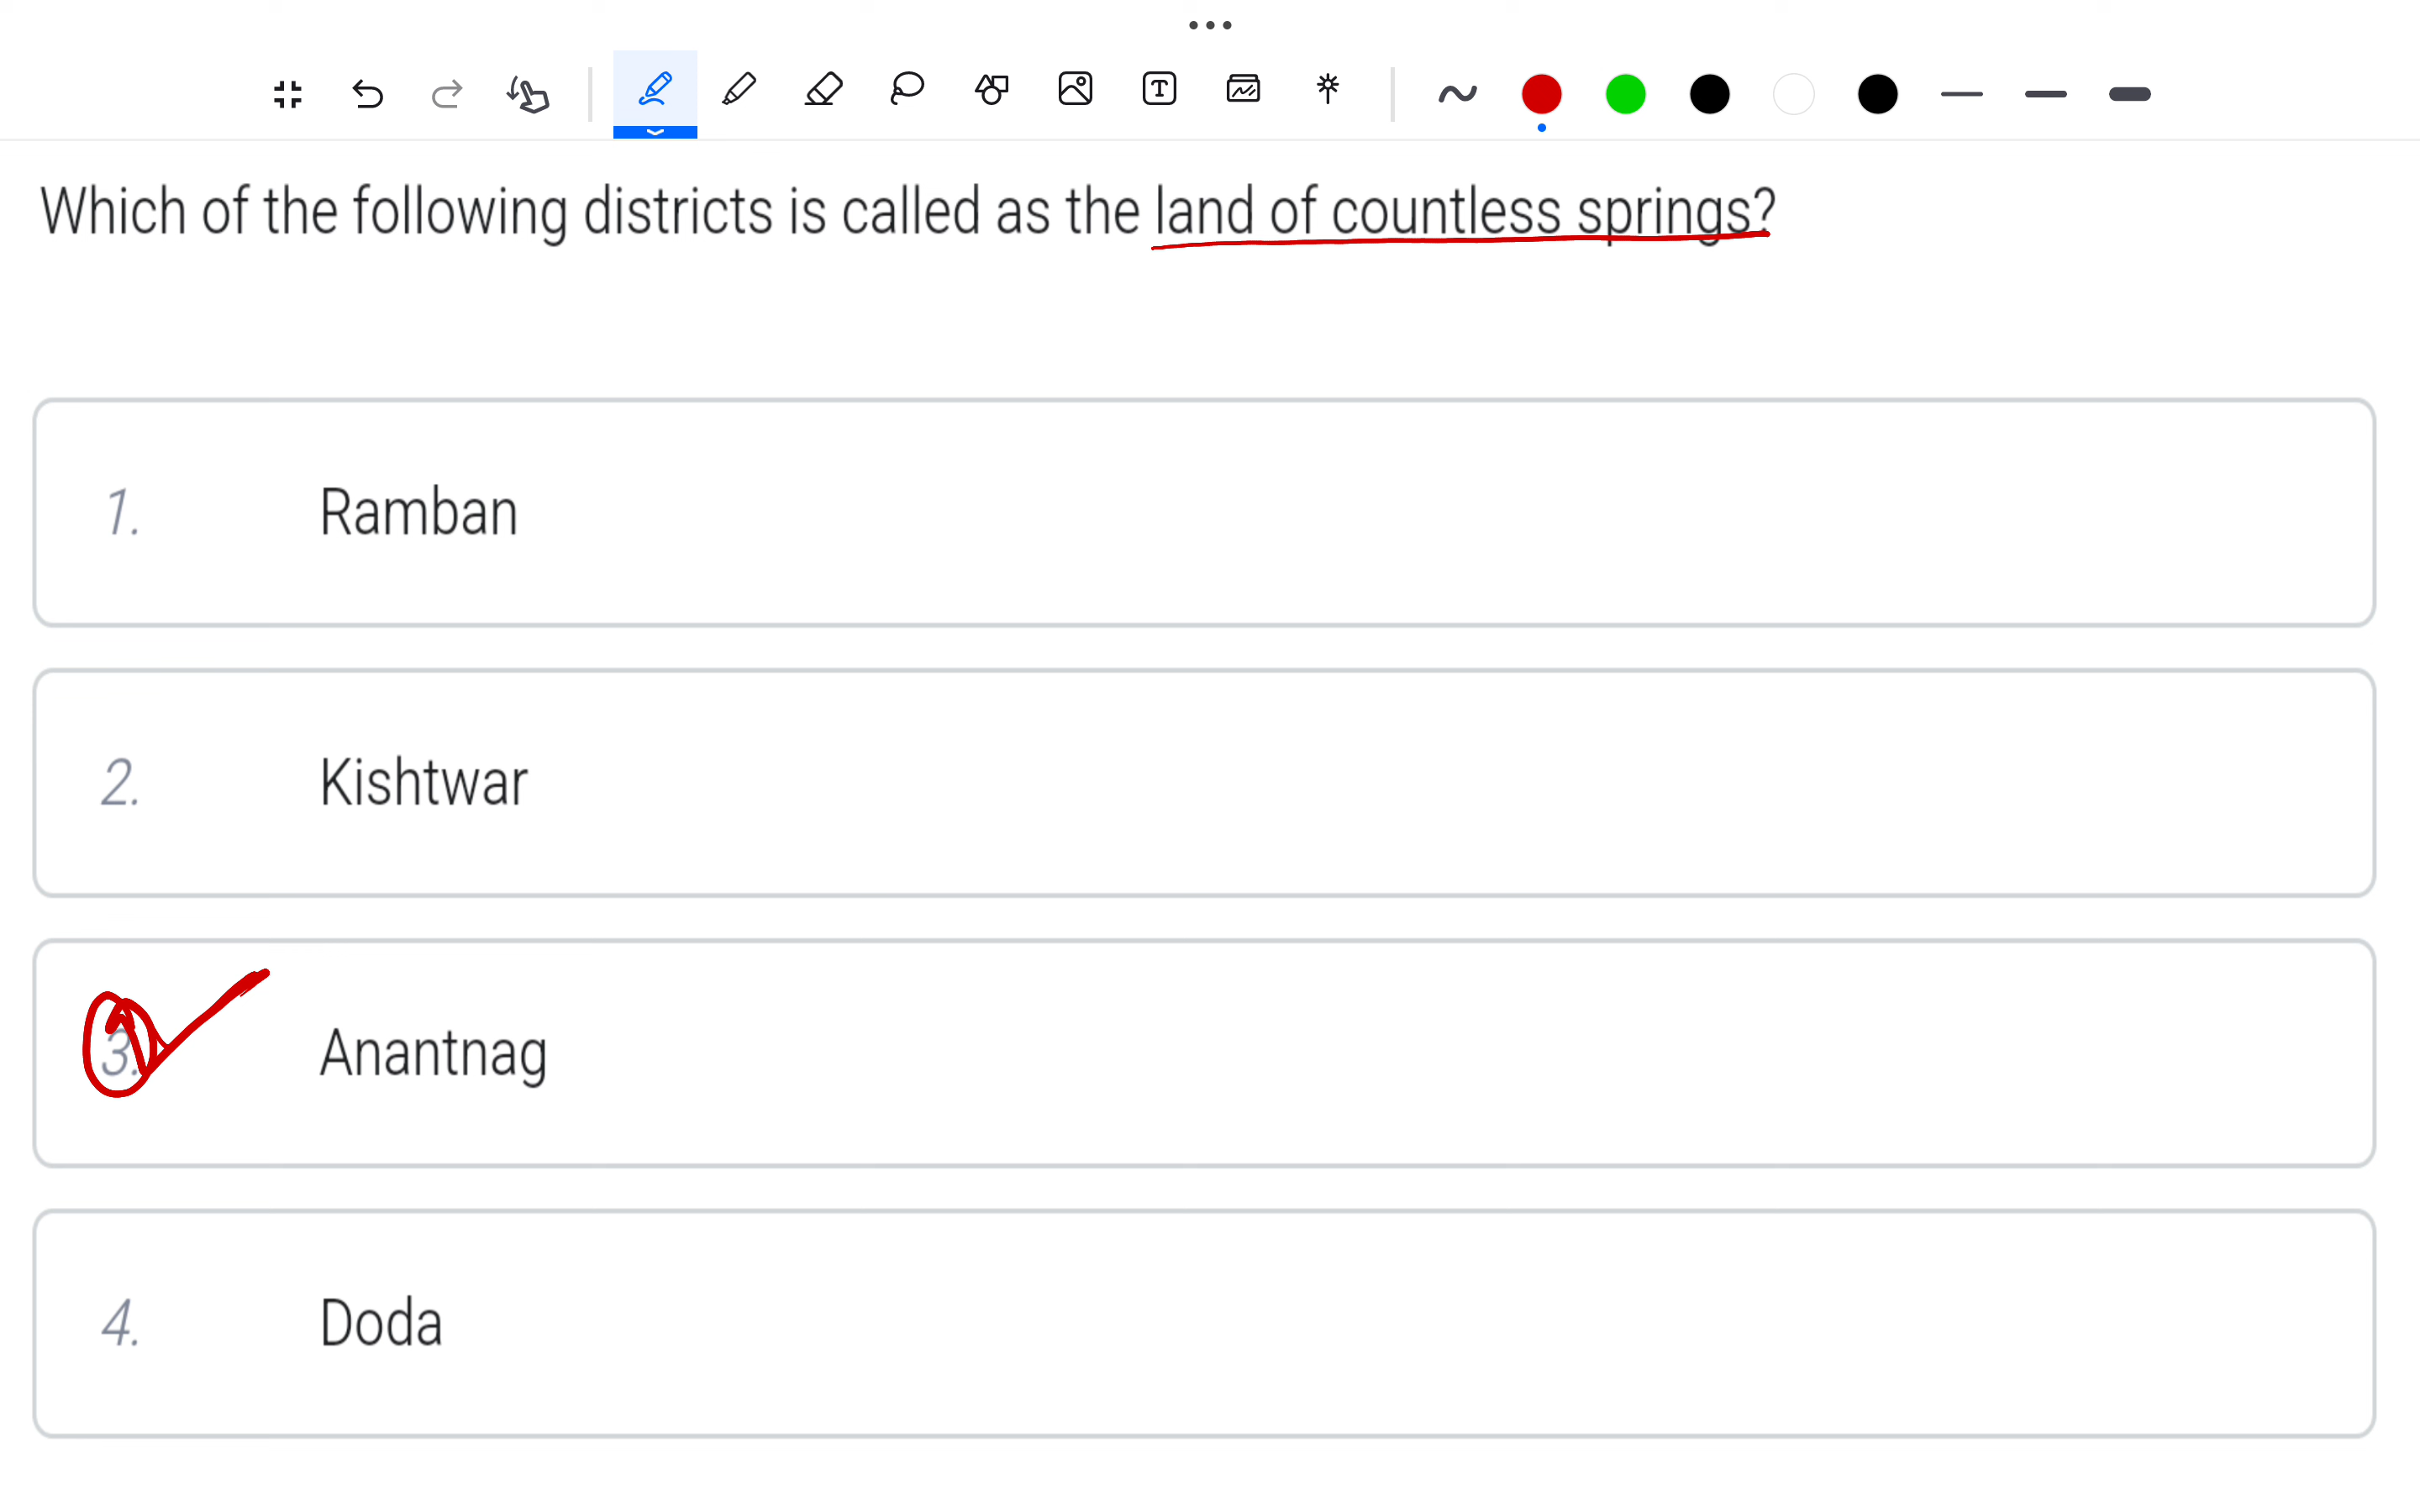 Which of the following districts is called as the land of countless springs?
1. Ramban
2. Kishtwar
3. Anantnag
4. Doda